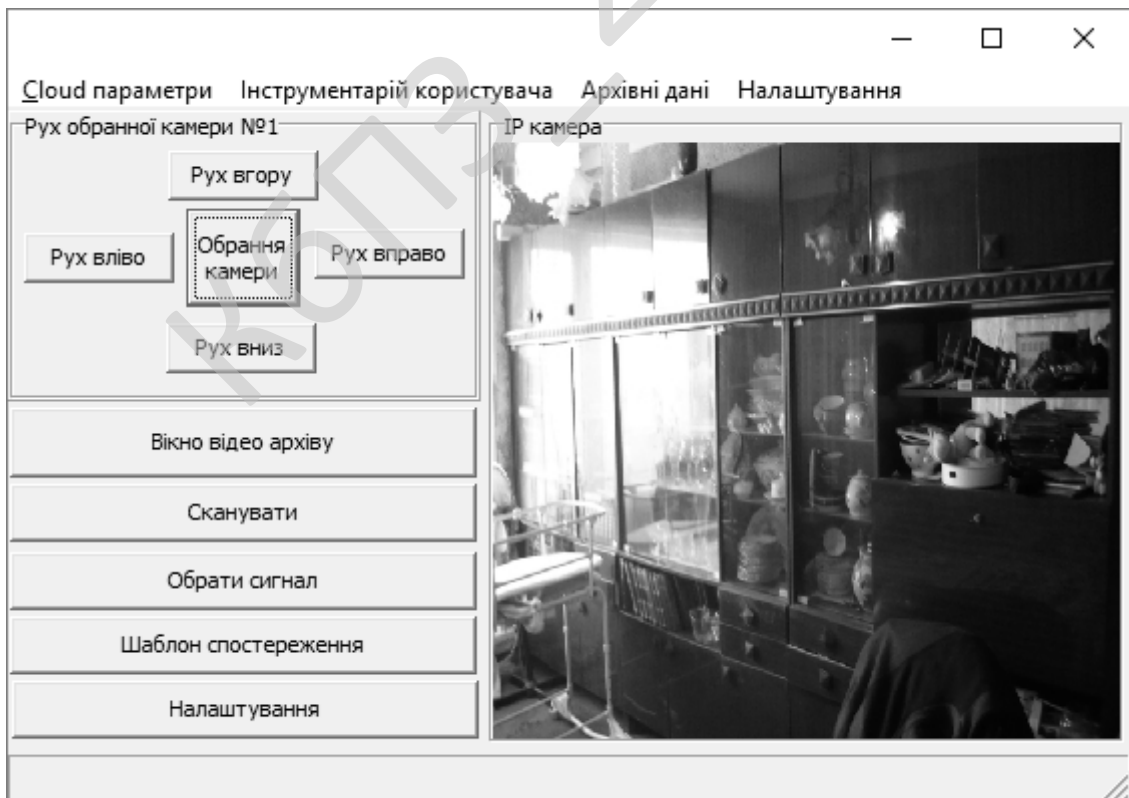 Cloud параметри Інструментарій користувача Архівні дані Налаштування
Рух обранної камери №1
Рух вгору
Рух вліво
Обрання
камери
Рух вправо
Рух вниз
Вікно відео архіву
Сканувати
Обрати сигнал
Шаблон спостереження
Налаштування
IP камера